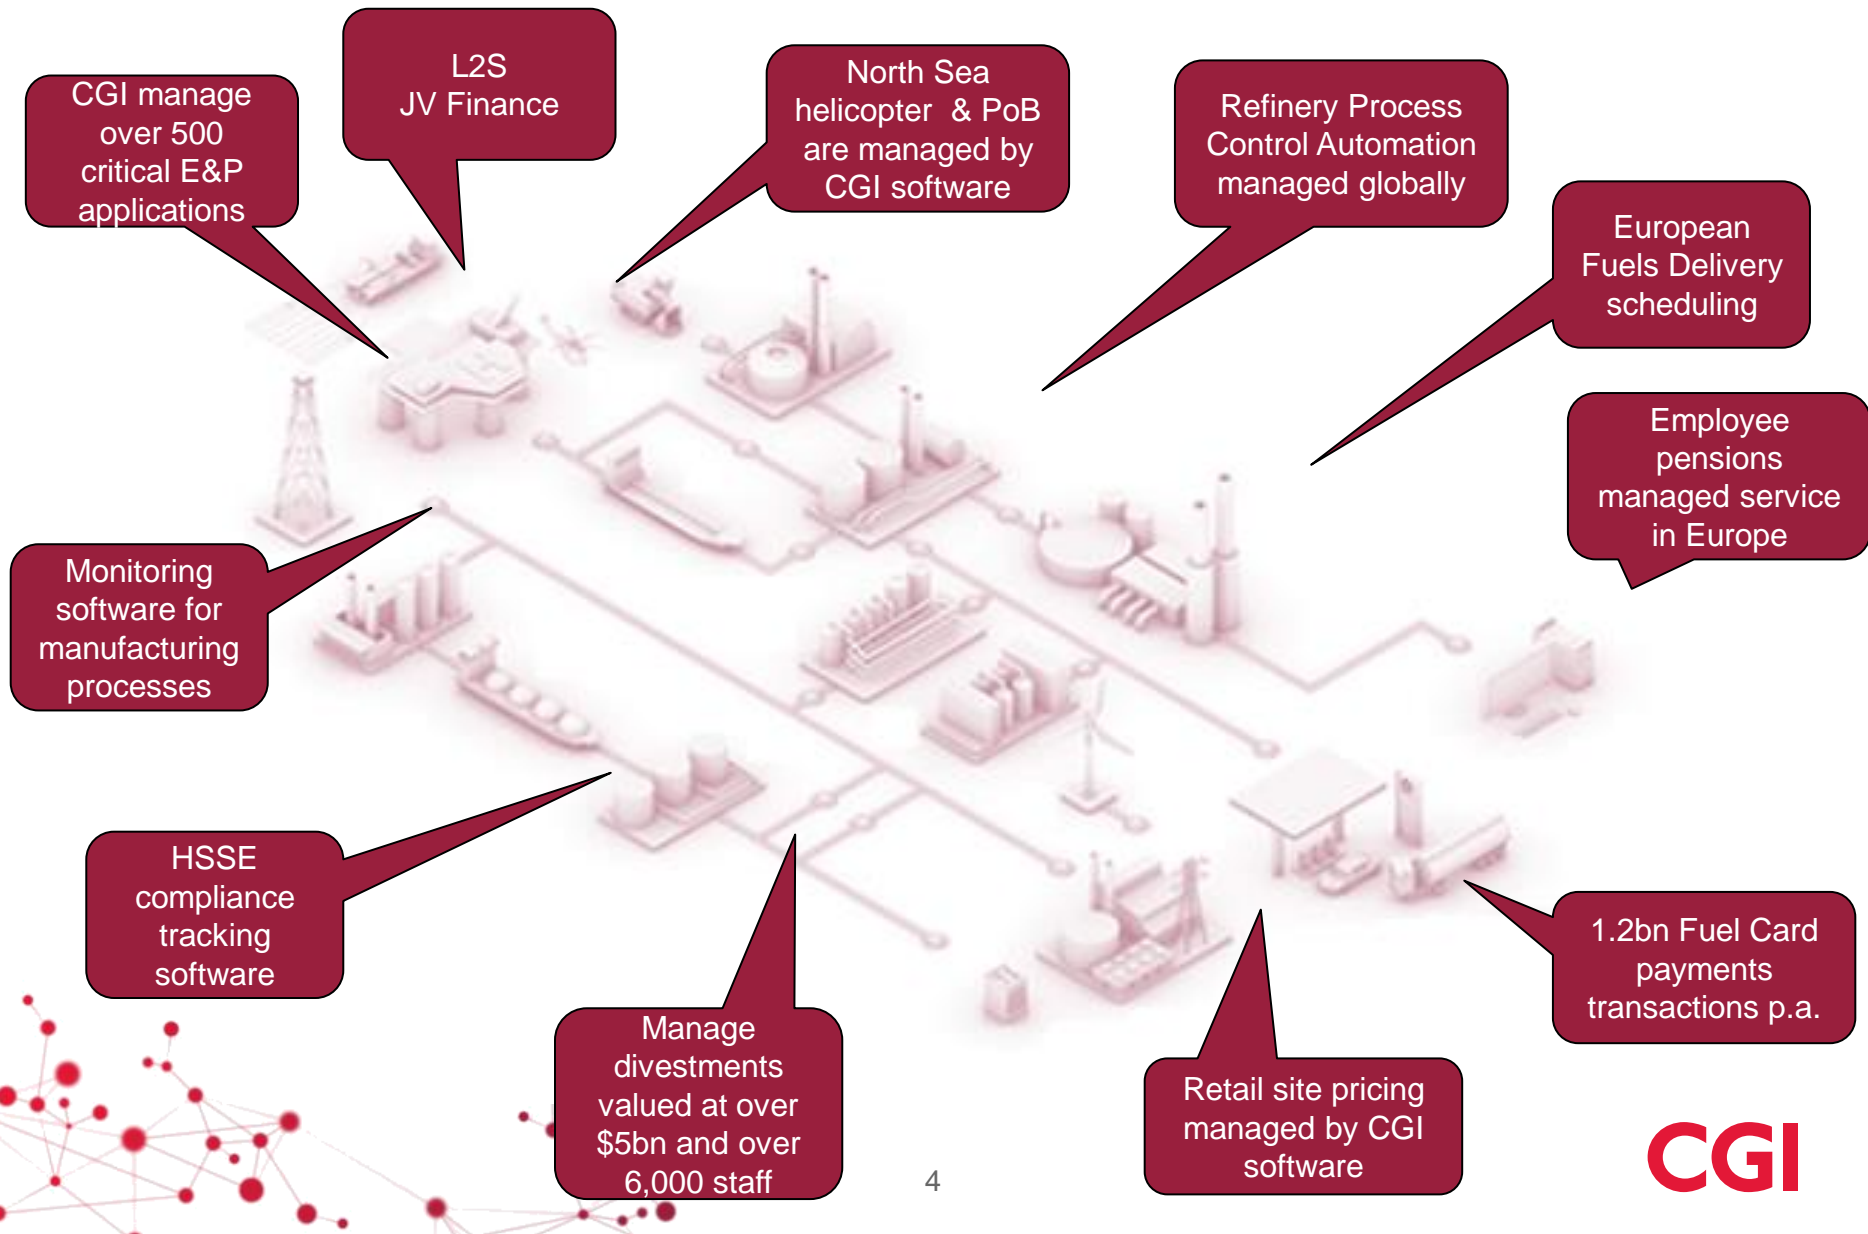 L2S
JV Finance
CGI manage
over 500
critical E&P
applications
North Sea
helicopter  & PoB
are managed by
CGI software
Refinery Process
Control Automation
managed globally
European
Fuels Delivery
scheduling
Employee
pensions
managed service
in Europe
Monitoring
software for
manufacturing
processes
HSSE
compliance
tracking
software
Manage
divestments
valued at over
$5bn and over
6,000 staff
Retail site pricing
managed by CGI
software
1.2bn Fuel Card
payments
transactions p.a.
4
CGI